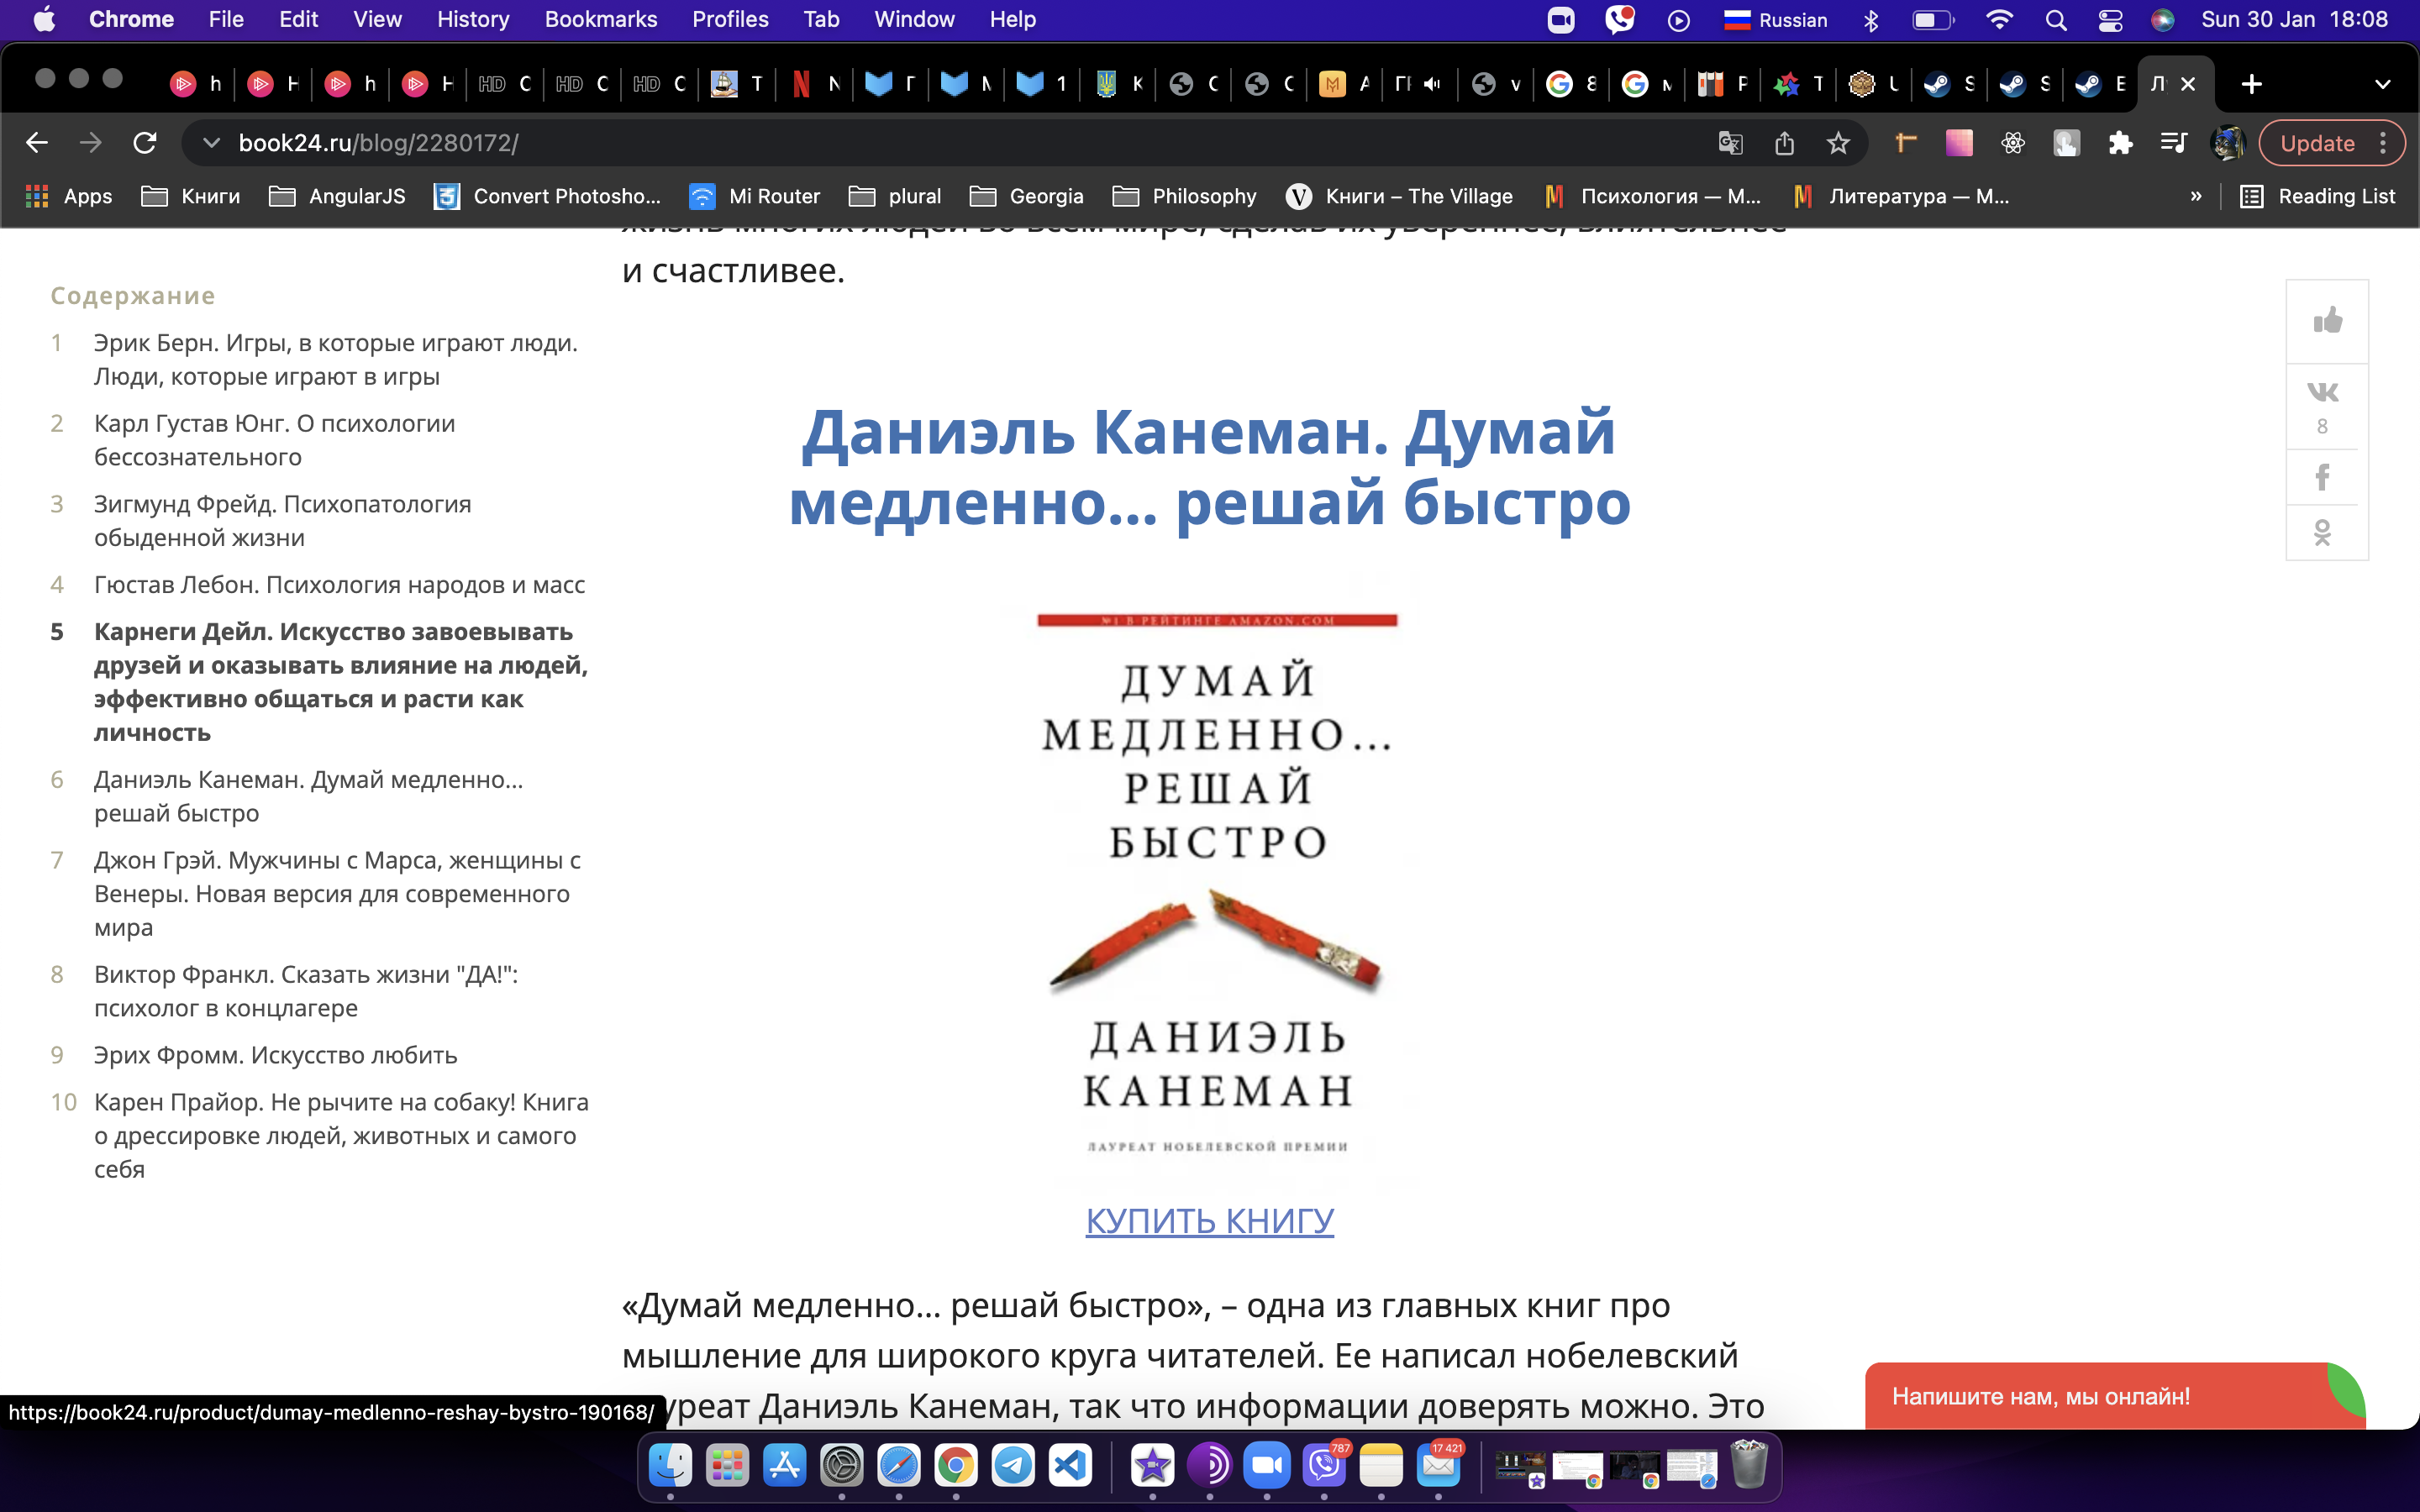 Chrome File Edit View History Bookmarks Profiles Tab Window Help Russian Sun 30 Jan 18:08
book24.ru/blog/2280172/
Update
Apps Книги AngularJS Convert Photosho... Mi Router plural Georgia Philosophy Книги – The Village Психология — М... Литература — М... » Reading List
жизнь многих людей во всем мире, сделав их увереннее, влиятельнее
и счастливее.
Содержание
1 Эрик Берн. Игры, в которые играют люди.
Люди, которые играют в игры
2 Карл Густав Юнг. О психологии
бессознательного
3 Зигмунд Фрейд. Психопатология
обыденной жизни
4 Гюстав Лебон. Психология народов и масс
5 Карнеги Дейл. Искусство завоевывать
друзей и оказывать влияние на людей,
эффективно общаться и расти как
личность
6 Даниэль Канеман. Думай медленно...
решай быстро
7 Джон Грэй. Мужчины с Марса, женщины с
Венеры. Новая версия для современного
мира
8 Виктор Франкл. Сказать жизни "ДА!":
психолог в концлагере
9 Эрих Фромм. Искусство любить
10 Карен Прайор. Не рычите на собаку! Книга
о дрессировке людей, животных и самого
себя
Даниэль Канеман. Думай
медленно... решай быстро
№1 В РЕЙТИНГЕ AMAZON.COM
ДУМАЙ
МЕДЛЕННО...
РЕШАЙ
БЫСТРО
ДАНИЭЛЬ
КАНЕМАН
ЛАУРЕАТ НОБЕЛЕВСКОЙ ПРЕМИИ
КУПИТЬ КНИГУ
«Думай медленно... решай быстро», – одна из главных книг про
мышление для широкого круга читателей. Ее написал нобелевский
уреат Даниэль Канеман, так что информации доверять можно. Это
8
Напишите нам, мы онлайн!
https://book24.ru/product/dumay-medlenno-reshay-bystro-190168/
787
17 421